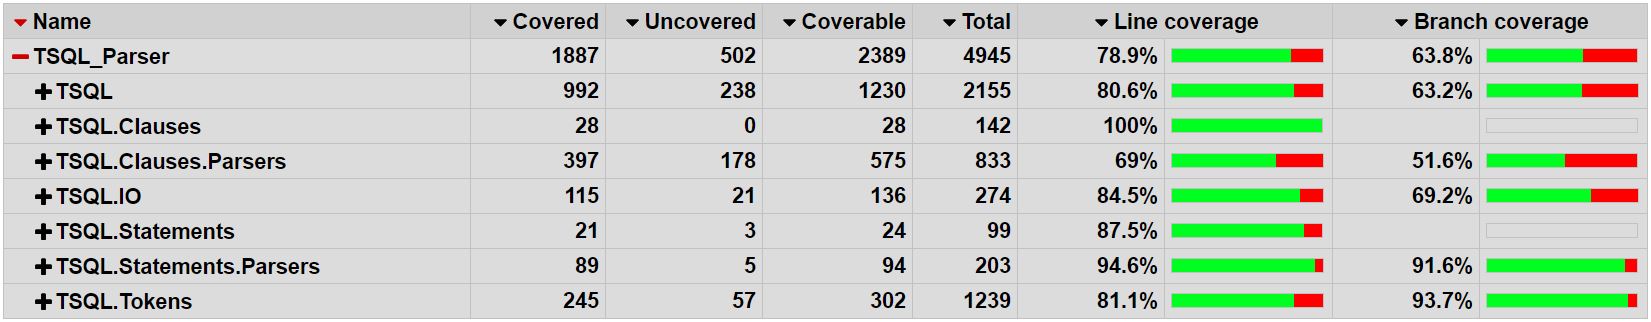 Name Covered Uncovered Coverable Total Line coverage Branch coverage
TSQL_Parser 1887 502 2389 4945 78.9% 63.8%
TSQL 992 238 1230 2155 80.6% 63.2%
TSQL.Clauses 28 0 28 142 100%
TSQL.Clauses.Parsers 397 178 575 833 69% 51.6%
TSQL.IO 115 21 136 274 84.5% 69.2%
TSQL.Statements 21 3 24 99 87.5%
TSQL.Statements.Parsers 89 5 94 203 94.6% 91.6%
TSQL.Tokens 245 57 302 1239 81.1% 93.7%